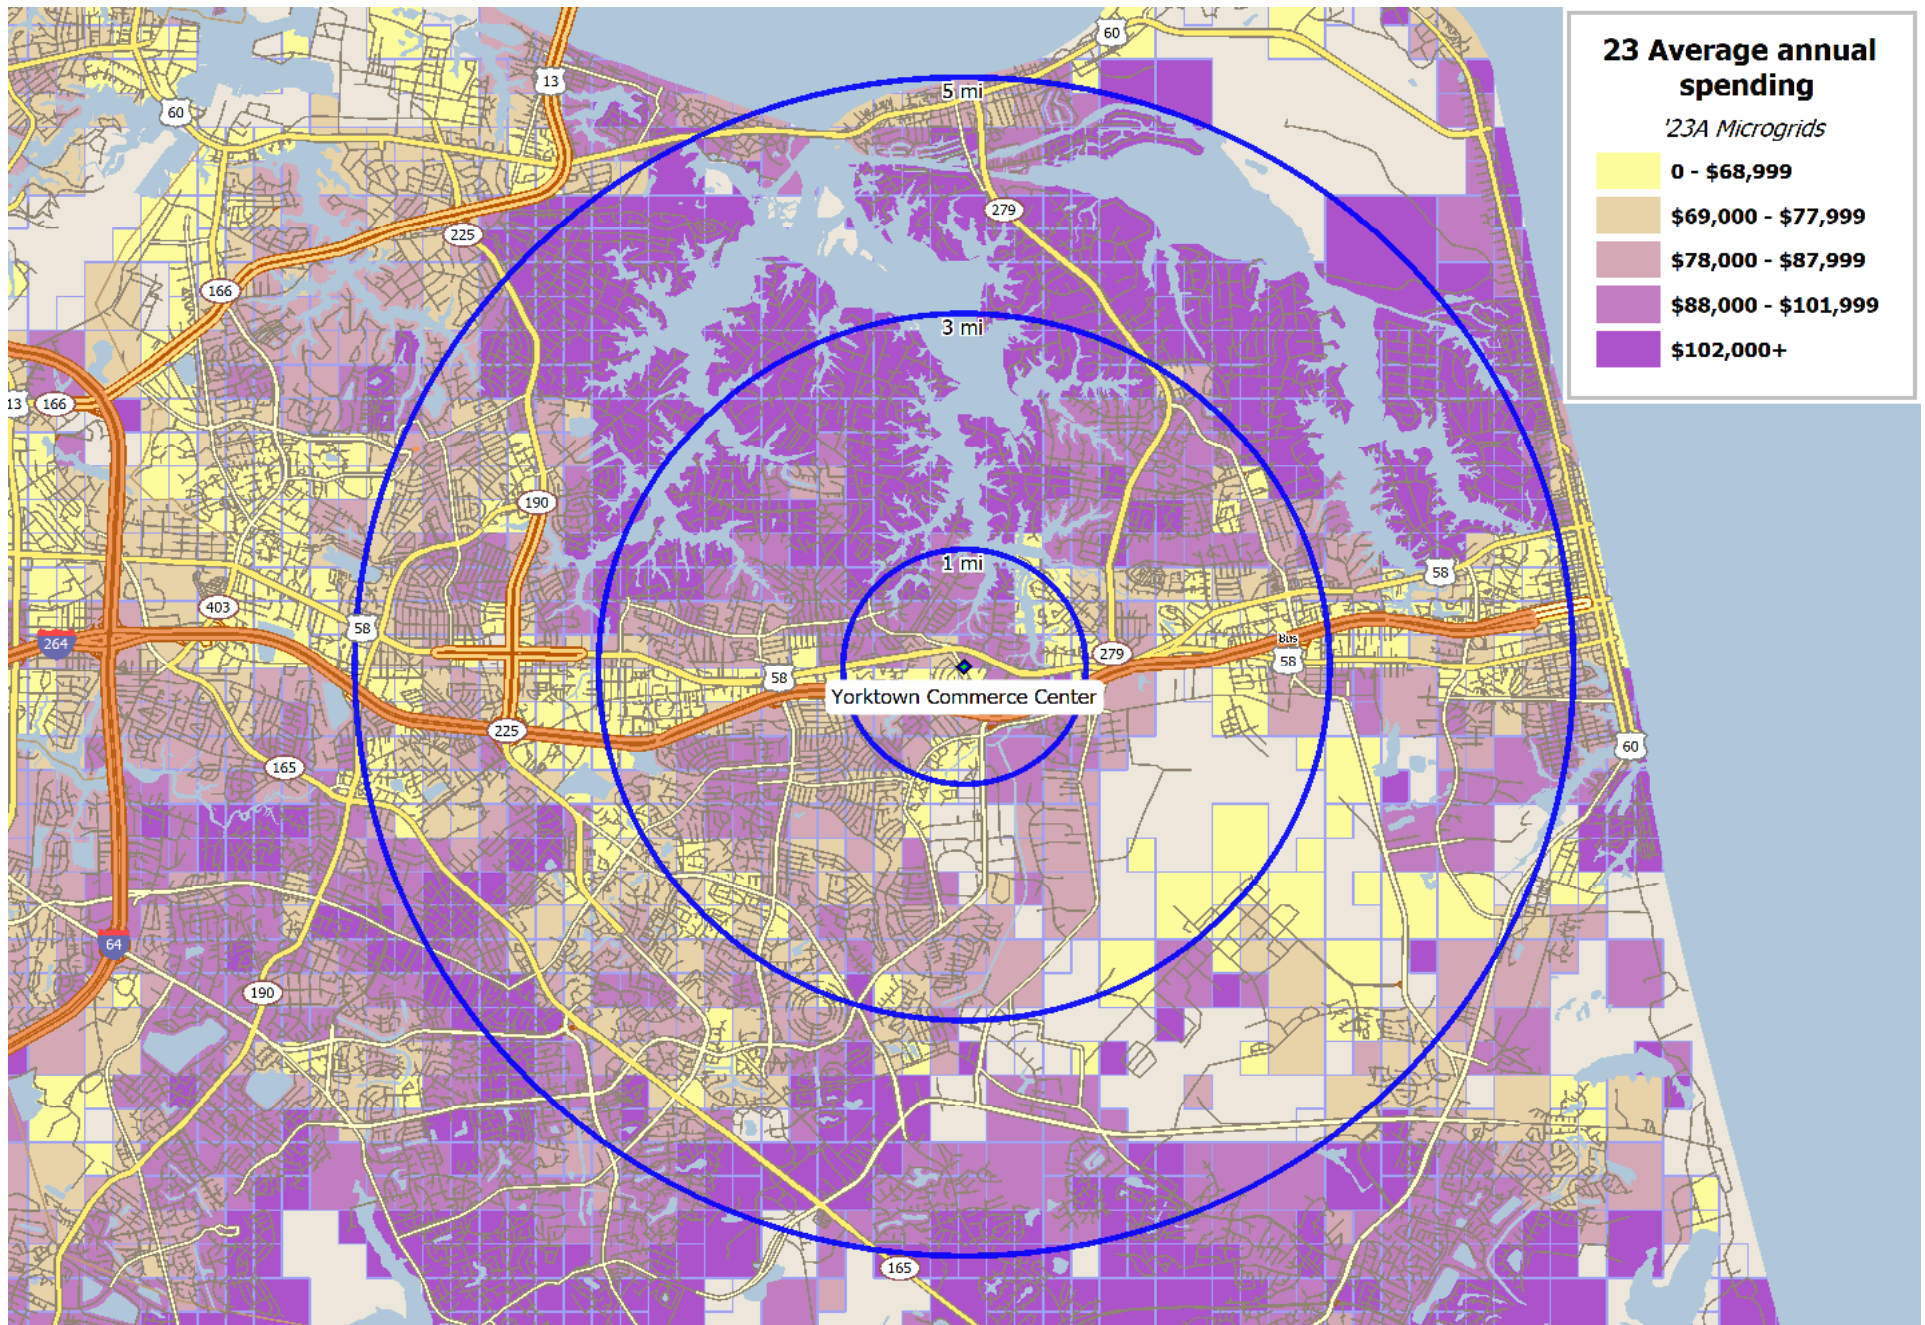 23 Average annual
spending
'23A Microgrids
0 - $68,999
$69,000 - $77,999
$78,000 - $87,999
$88,000 - $101,999
$102,000+
60
13
5 mi
60
279
225
166
3 mi
13
166
190
1 mi
58
403
58
264
Bus
279
58
58
Yorktown Commerce Center
225
60
165
64
190
165